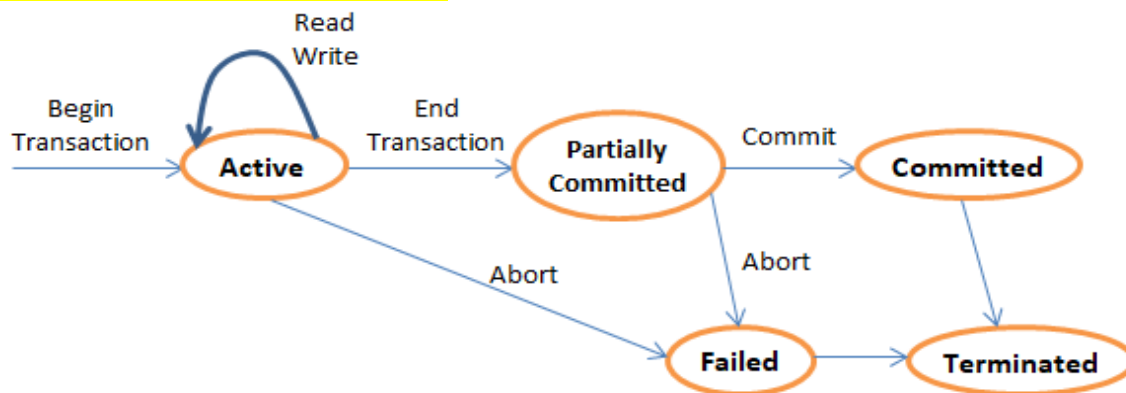 Read
Write
Begin
Transaction
End
Transaction
Active
Partially
Committed
Commit
Committed
Abort
Abort
Failed
Terminated